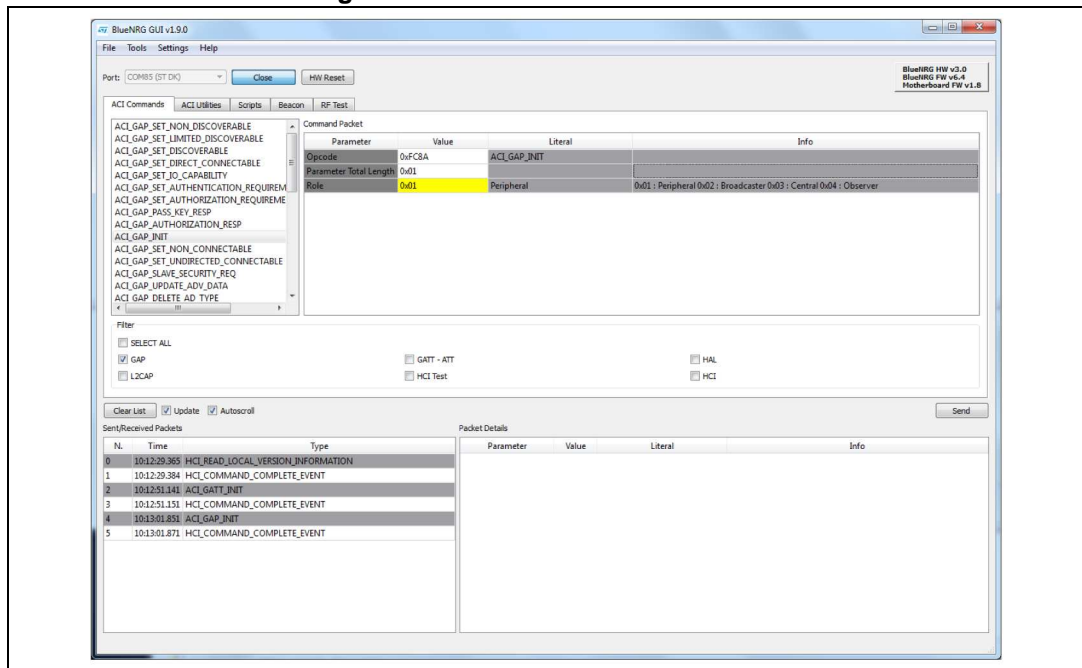 BlueNRG GUI v1.9.0
File Tools Settings Help
Port: COM85 (ST DK) Close HW Reset
BlueNRG HW v3.0
BlueNRG FW v6.4
Motherboard FW v1.8
ACI Commands ACI Utilities Scripts Beacon RF Test
ACI_GAP_SET_NON_DISCOVERABLE
ACI_GAP_SET_LIMITED_DISCOVERABLE
ACI_GAP_SET_DISCOVERABLE
ACI_GAP_SET_DIRECT_CONNECTABLE
ACI_GAP_SET_IO_CAPABILITY
ACI_GAP_SET_AUTHENTICATION_REQUIREM
ACI_GAP_SET_AUTHORIZATION_REQUIREME
ACI_GAP_PASS_KEY_RESP
ACI_GAP_AUTHORIZATION_RESP
ACI_GAP_INIT
ACI_GAP_SET_NON_CONNECTABLE
ACI_GAP_SET_UNDIRECTED_CONNECTABLE
ACI_GAP_SLAVE_SECURITY_REQ
ACI_GAP_UPDATE_ADV_DATA
ACI_GAP_DELETE_AD_TYPE
Command Packet
Parameter Value Literal Info
Opcode 0xFC8A ACI_GAP_INIT
Parameter Total Length 0x01
Role 0x01 Peripheral 0x01 : Peripheral 0x02 : Broadcaster 0x03 : Central 0x04 : Observer
Filter
SELECT ALL
GAP GATT - ATT HAL
L2CAP HCI Test HCI
Clear List Update Autoscroll Send
Sent/Received Packets
N. Time Type
0 10:12:29.365 HCI_READ_LOCAL_VERSION_INFORMATION
1 10:12:29.384 HCI_COMMAND_COMPLETE_EVENT
2 10:12:51.141 ACI_GATT_INIT
3 10:12:51.151 HCI_COMMAND_COMPLETE_EVENT
4 10:13:01.851 ACI_GAP_INIT
5 10:13:01.871 HCI_COMMAND_COMPLETE_EVENT
Packet Details
Parameter Value Literal Info